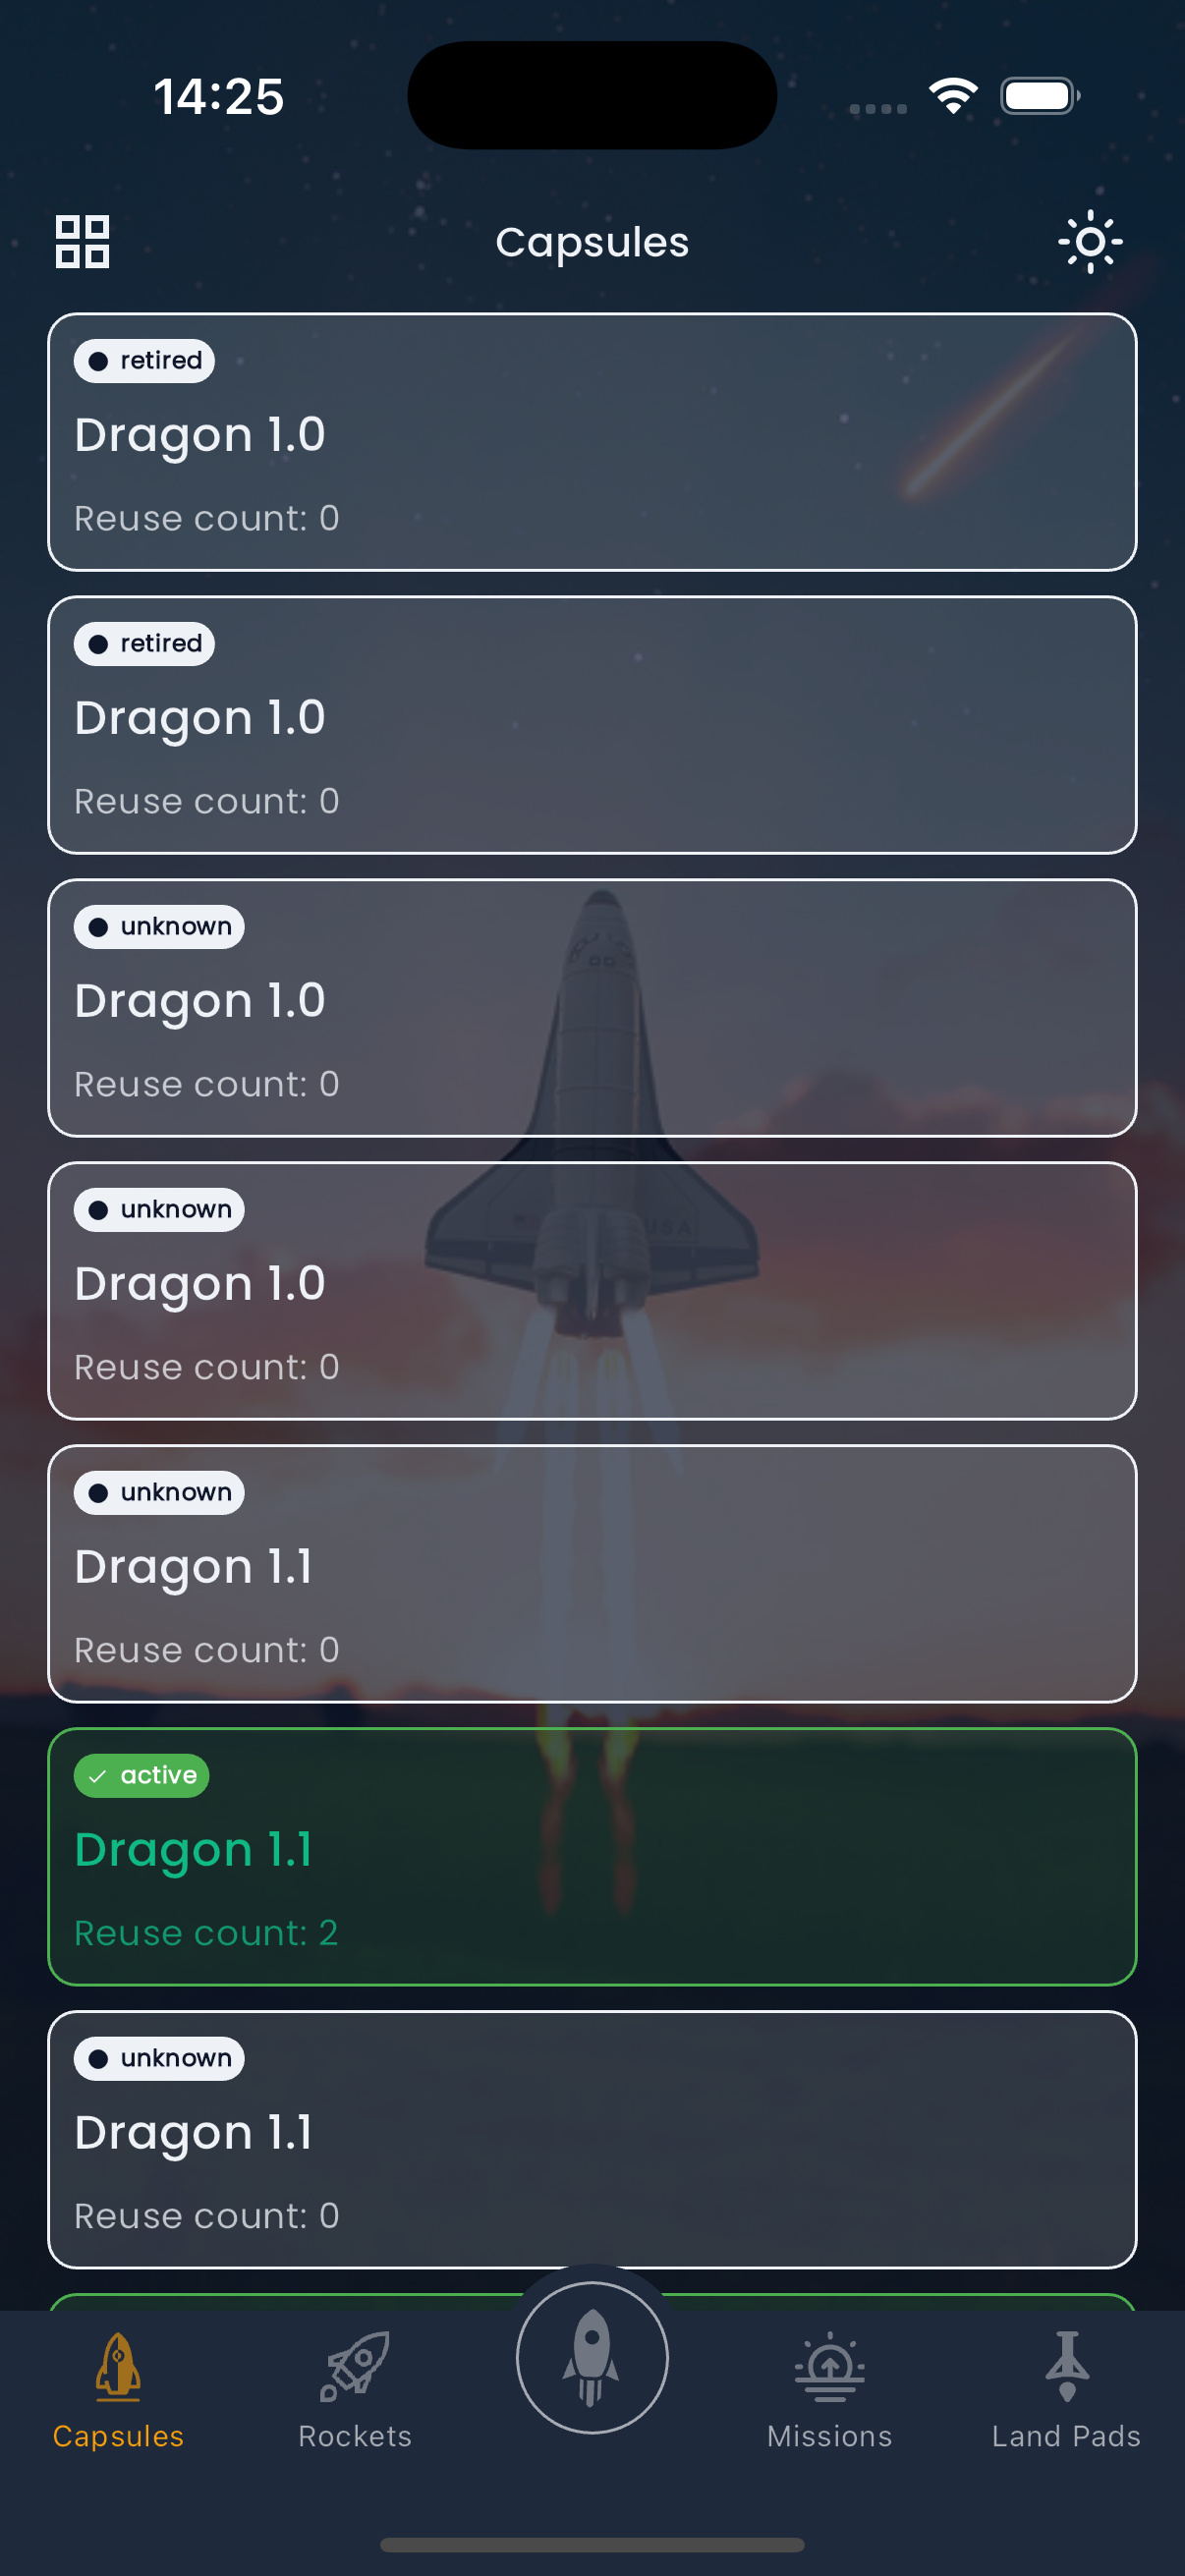 14:25
Capsules
retired
Dragon 1.0
Reuse count: 0
retired
Dragon 1.0
Reuse count: 0
unknown
Dragon 1.0
Reuse count: 0
unknown
USA
Dragon 1.0
Reuse count: 0
unknown
Dragon 1.1
Reuse count: 0
active
Dragon 1.1
Reuse count: 2
unknown
Dragon 1.1
Reuse count: 0
Capsules
Rockets
Missions
Land Pads